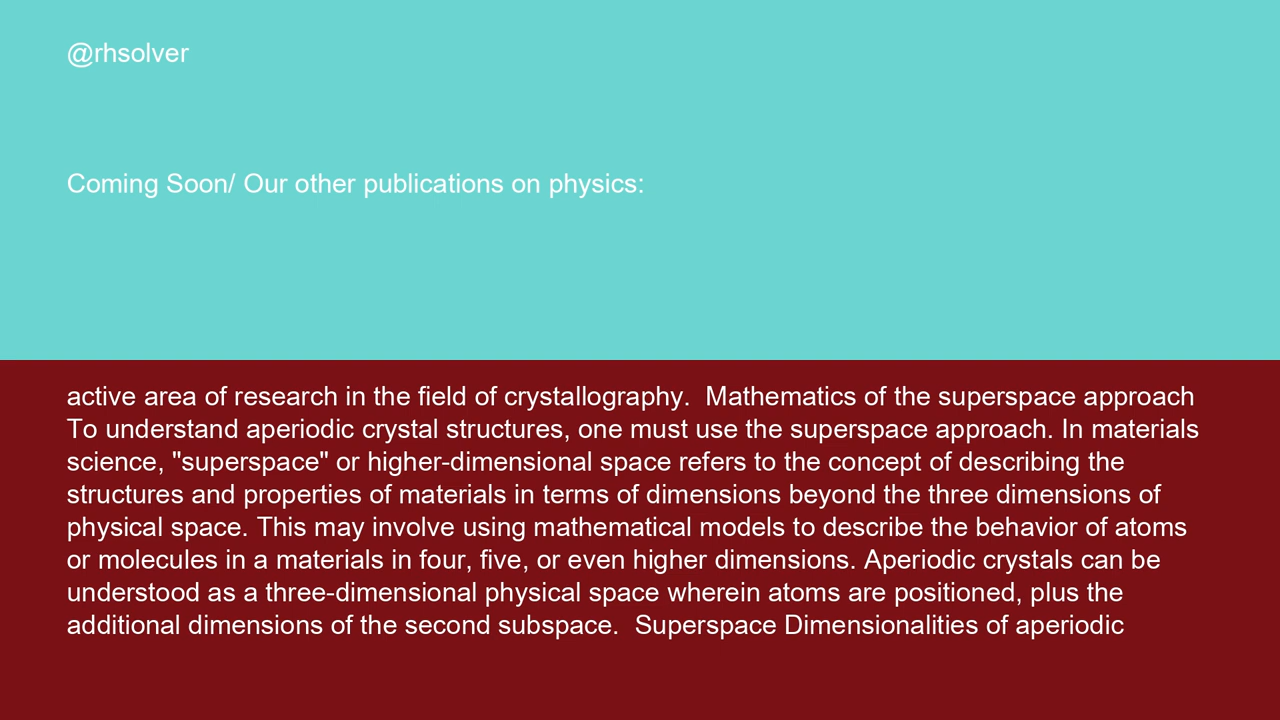 @rhsolver
Coming Soon/ Our other publications on physics:
active area of research in the field of crystallography.  Mathematics of the superspace approach
To understand aperiodic crystal structures, one must use the superspace approach. In materials
science, "superspace" or higher-dimensional space refers to the concept of describing the
structures and properties of materials in terms of dimensions beyond the three dimensions of
physical space. This may involve using mathematical models to describe the behavior of atoms
or molecules in a materials in four, five, or even higher dimensions. Aperiodic crystals can be
understood as a three-dimensional physical space wherein atoms are positioned, plus the
additional dimensions of the second subspace.  Superspace Dimensionalities of aperiodic